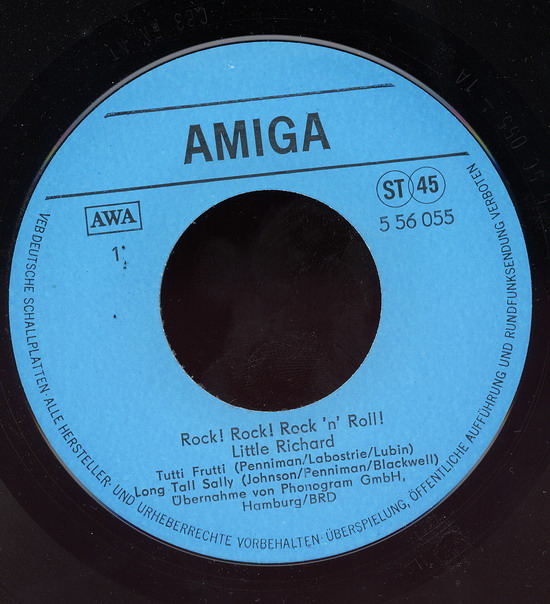 AMIGA
ST 45
AWA
5 56 055
1
Rock! Rock! Rock 'n' Roll!
Little Richard
Tutti Frutti (Penniman/Labostrie/Lubin)
Long Tall Sally (Johnson/Penniman/Blackwell)
Übernahme von Phonogram GmbH,
Hamburg/BRD
VEB DEUTSCHE SCHALLPLATTEN · ALLE HERSTELLER- UND URHEBERRECHTE VORBEHALTEN · ÜBERSPIELUNG, ÖFFENTLICHE AUFFÜHRUNG UND RUNDFUNKSENDUNG VERBOTEN